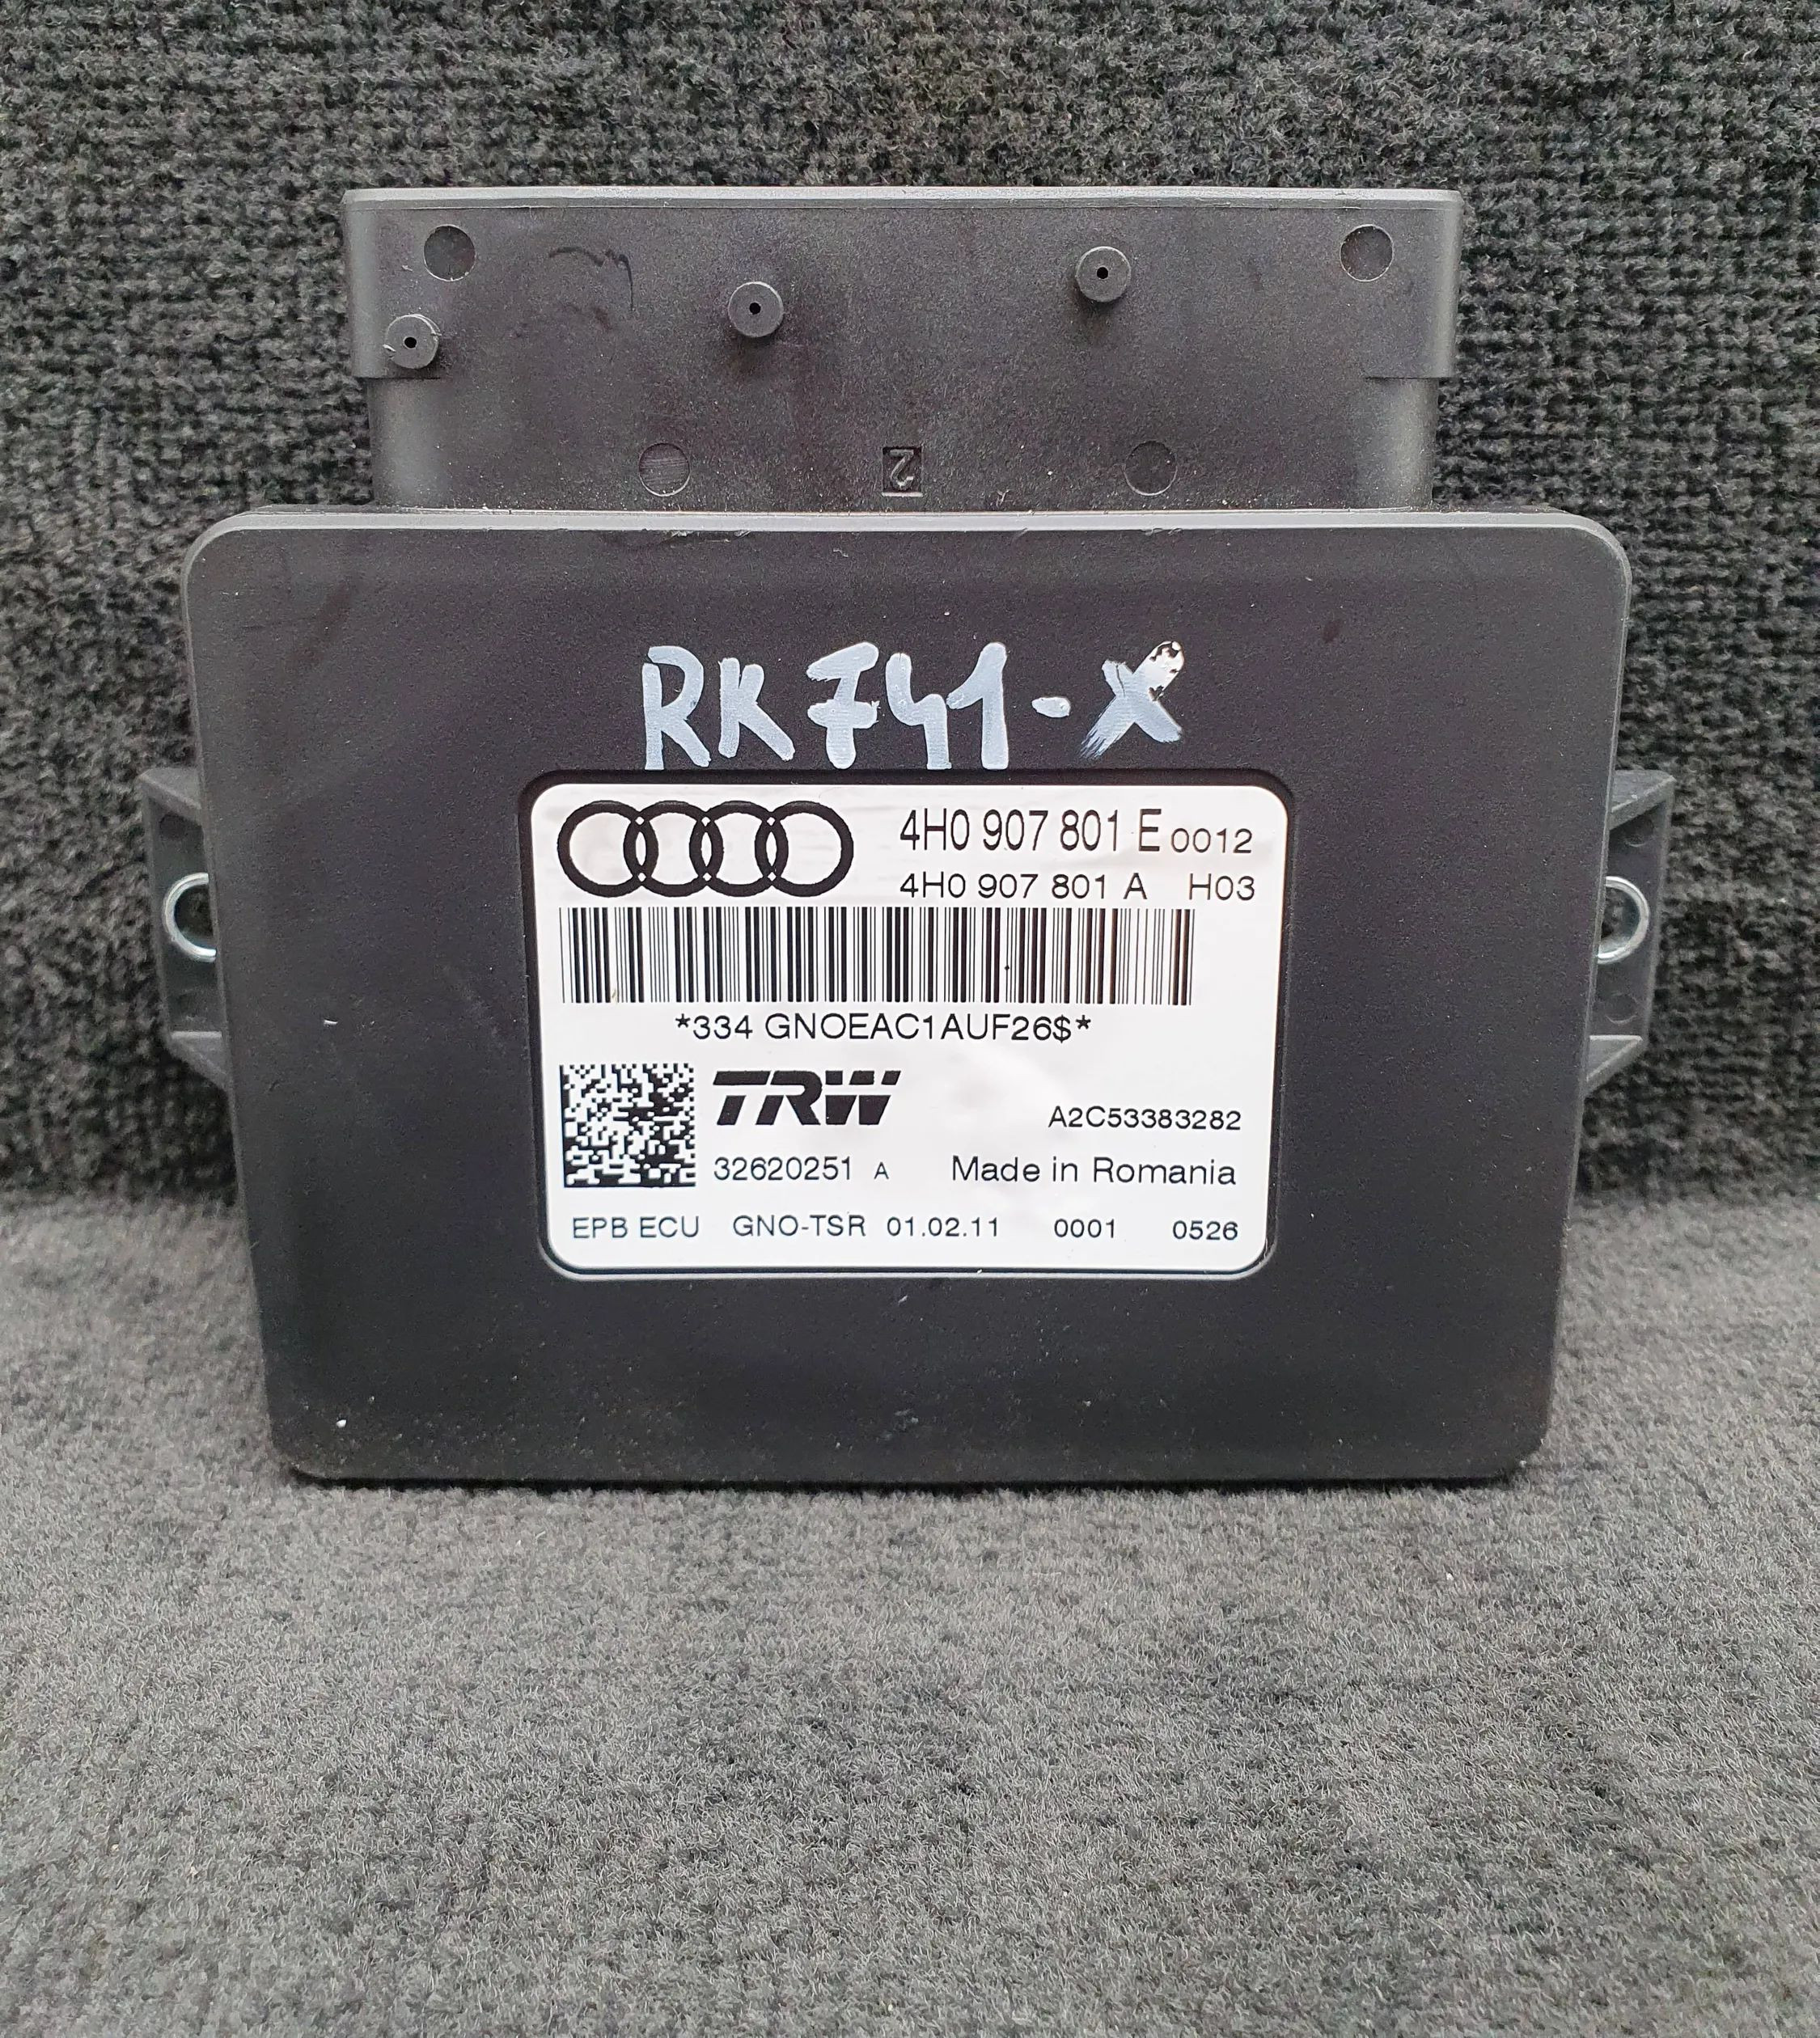 2
RK741-X
4H0 907 801 E 0012
4H0 907 801 A H03
*334 GNOEAC1AUF26$*
TRW
A2C53383282
32620251 A Made in Romania
EPB ECU GNO-TSR 01.02.11 0001 0526